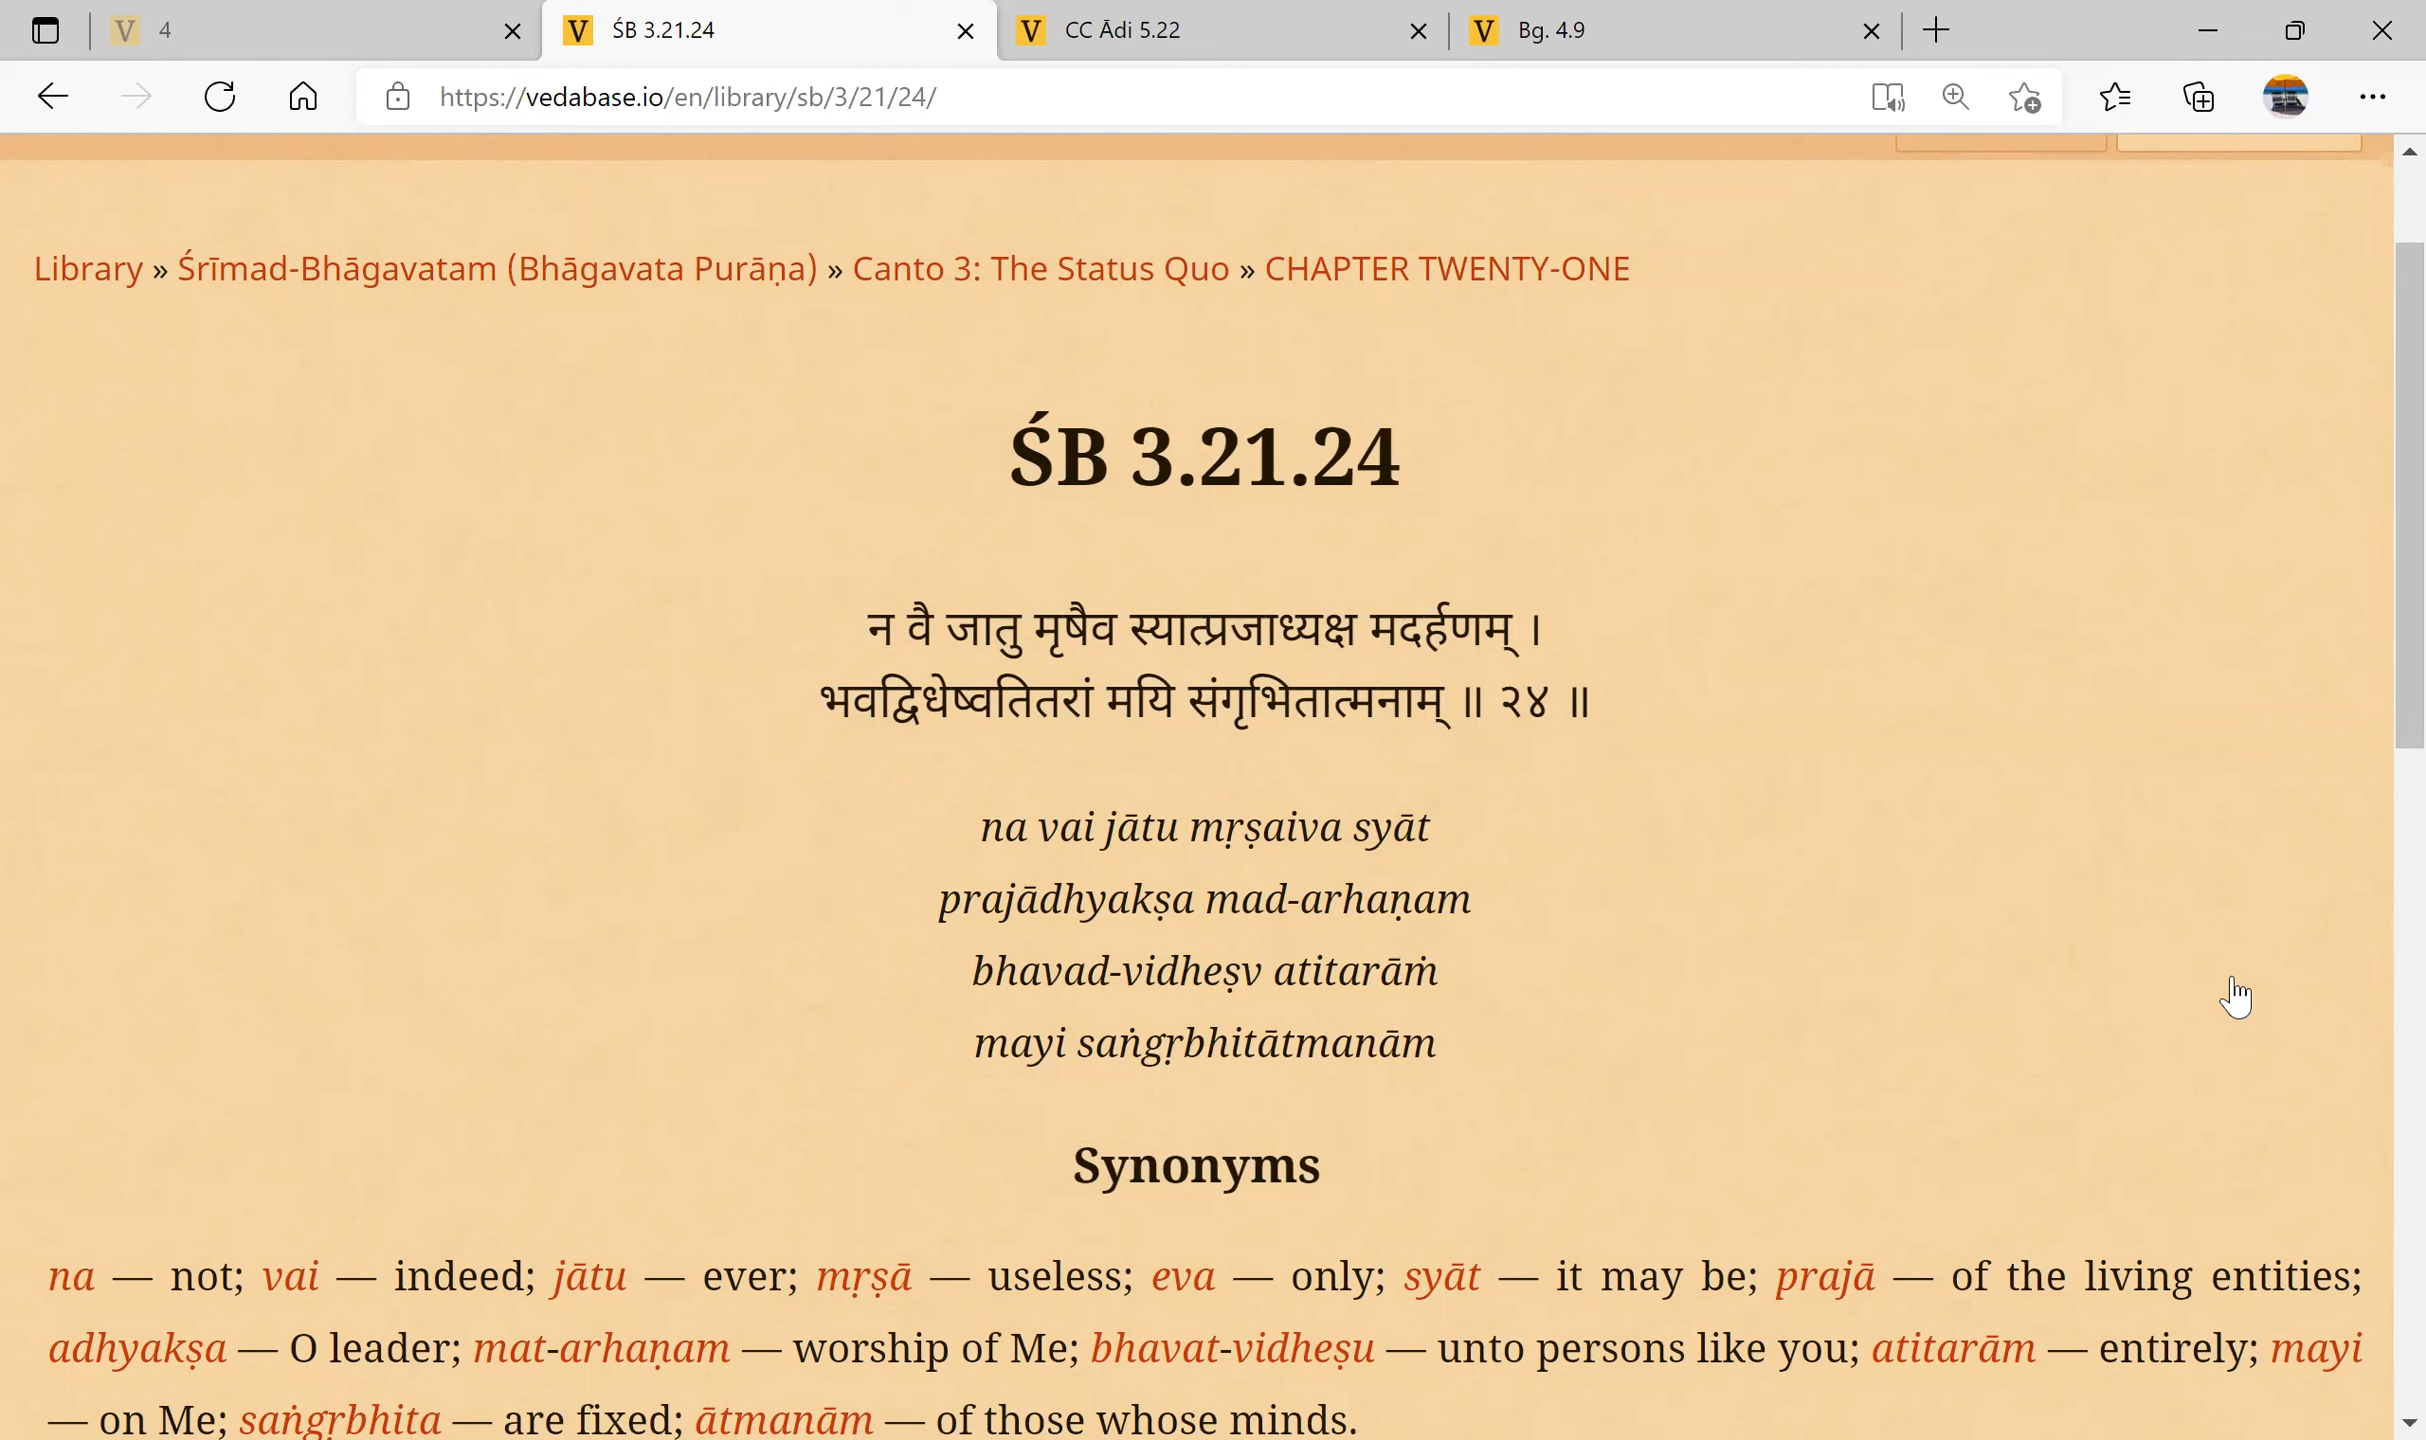 4
ŚB 3.21.24
CC Ādi 5.22
Bg. 4.9
https://vedabase.io/en/library/sb/3/21/24/
Library » Śrīmad-Bhāgavatam (Bhāgavata Purāṇa) » Canto 3: The Status Quo » CHAPTER TWENTY-ONE
ŚB 3.21.24
न वै जातु मृषैव स्यात्प्रजाध्यक्ष मदर्हणम् ।
भवद्विधेष्वतितरां मयि संगृभितात्मनाम् ॥ २४ ॥
na vai jātu mṛṣaiva syāt
prajādhyakṣa mad-arhaṇam
bhavad-vidheṣv atitarāṁ
mayi saṅgṛbhitātmanām
Synonyms
na — not; vai — indeed; jātu — ever; mṛṣā — useless; eva — only; syāt — it may be; prajā — of the living entities;
adhyakṣa — O leader; mat-arhaṇam — worship of Me; bhavat-vidheṣu — unto persons like you; atitarām — entirely; mayi
— on Me; saṅgṛbhita — are fixed; ātmanām — of those whose minds.